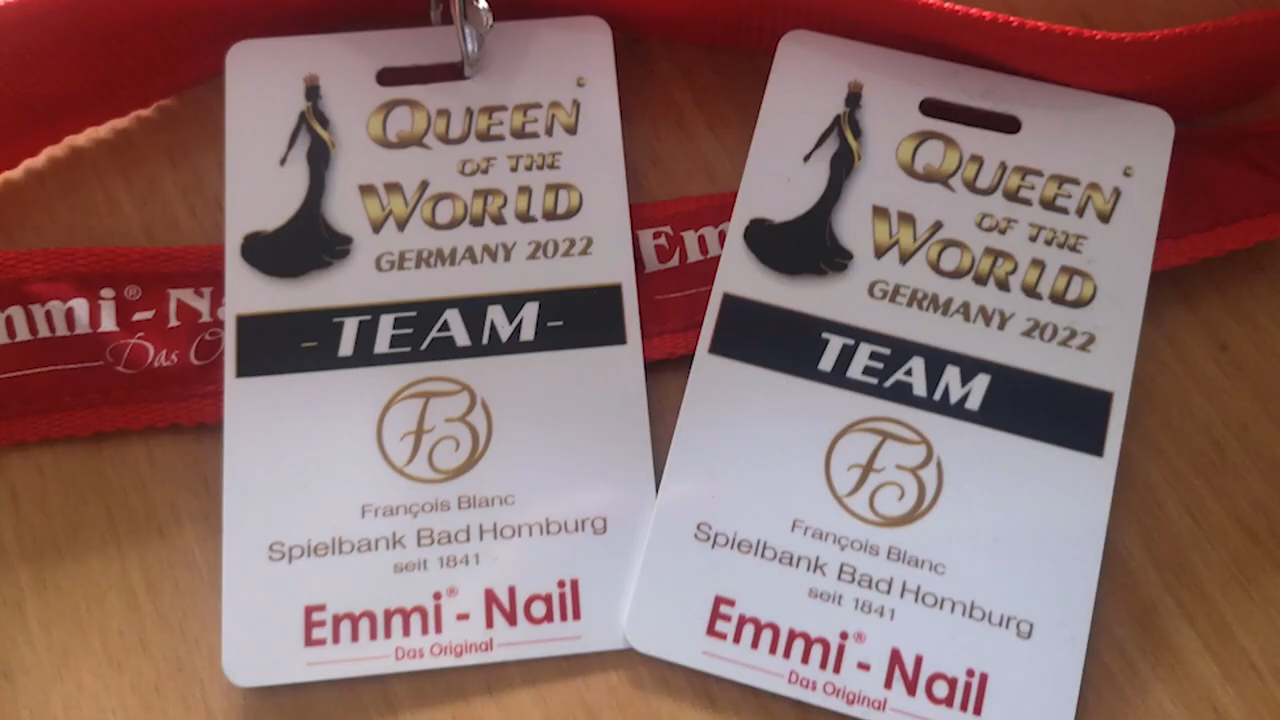 QUEEN
OF THE
WORLD
GERMANY 2022
-TEAM-
FB
François Blanc
Spielbank Bad Homburg
seit 1841
Emmi®-Nail
Das Original
QUEEN
OF THE
WORLD
GERMANY 2022
TEAM
FB
François Blanc
Spielbank Bad Homburg
seit 1841
Emmi®-Nail
Das Original
mmi®-Na
Das O
Em